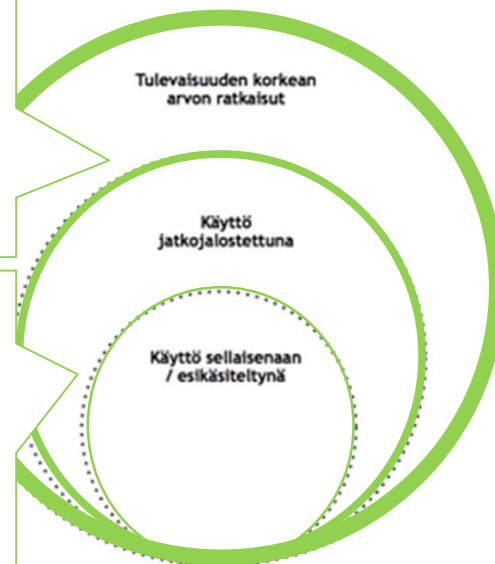 Tulevaisuuden korkean
arvon ratkaisut
Käyttö
jatkojalostettuna
Käyttö sellaisenaan
/ esikäsiteltynä